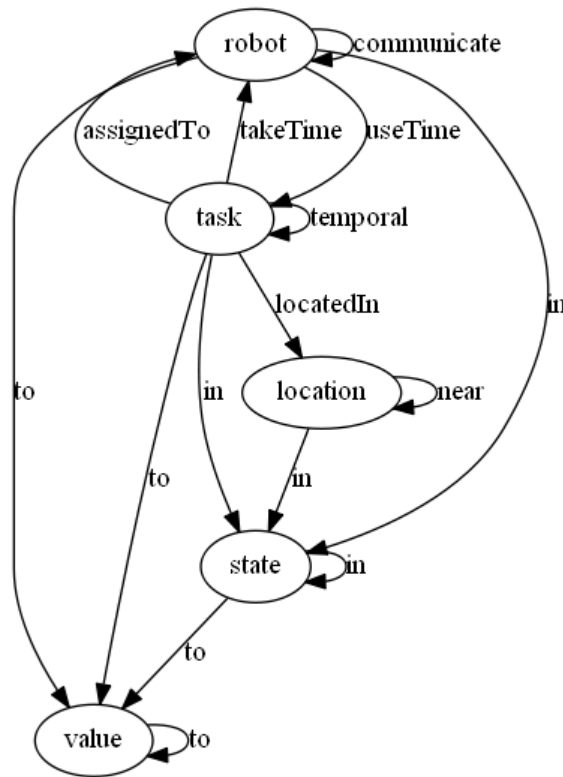 robot
communicate
assignedTo
takeTime
useTime
task
temporal
locatedIn
in
to
in
location
near
to
in
state
in
to
value
to